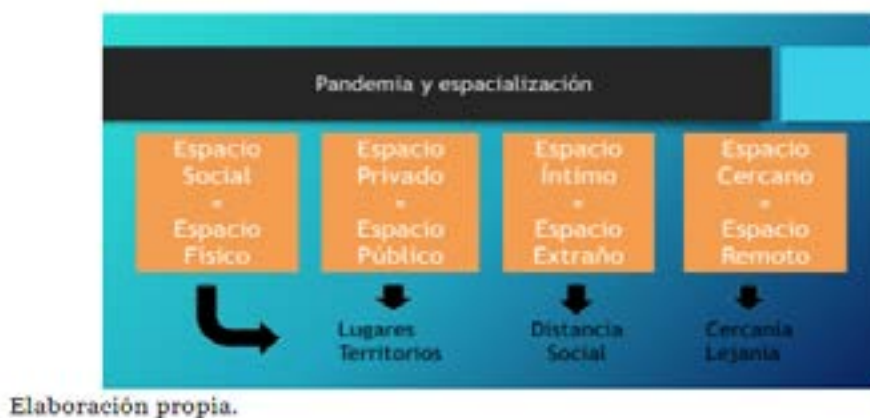 Pandemia y espacialización
Espacio
Social
-
Espacio
Físico
Espacio
Privado
-
Espacio
Público
Espacio
Íntimo
-
Espacio
Extraño
Espacio
Cercano
-
Espacio
Remoto
Lugares
Territorios
Distancia
Social
Cercanía
Lejanía
Elaboración propia.